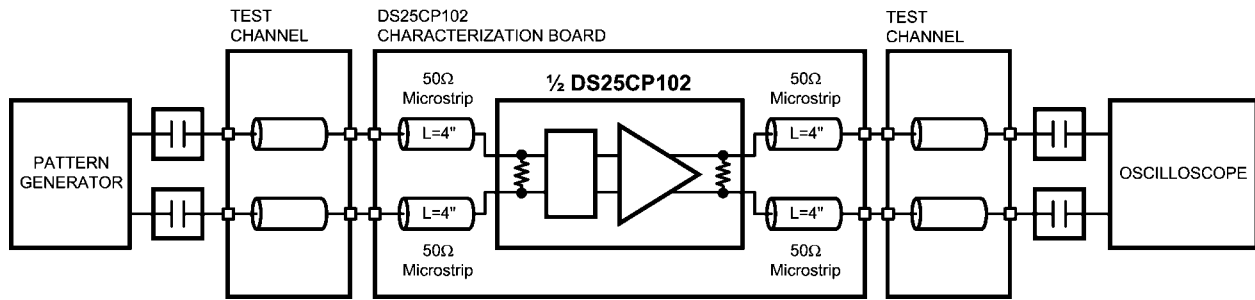 TEST
CHANNEL
DS25CP102
CHARACTERIZATION BOARD
TEST
CHANNEL
50Ω
Microstrip
½ DS25CP102
50Ω
Microstrip
L=4"
L=4"
PATTERN
GENERATOR
OSCILLOSCOPE
L=4"
L=4"
50Ω
Microstrip
50Ω
Microstrip